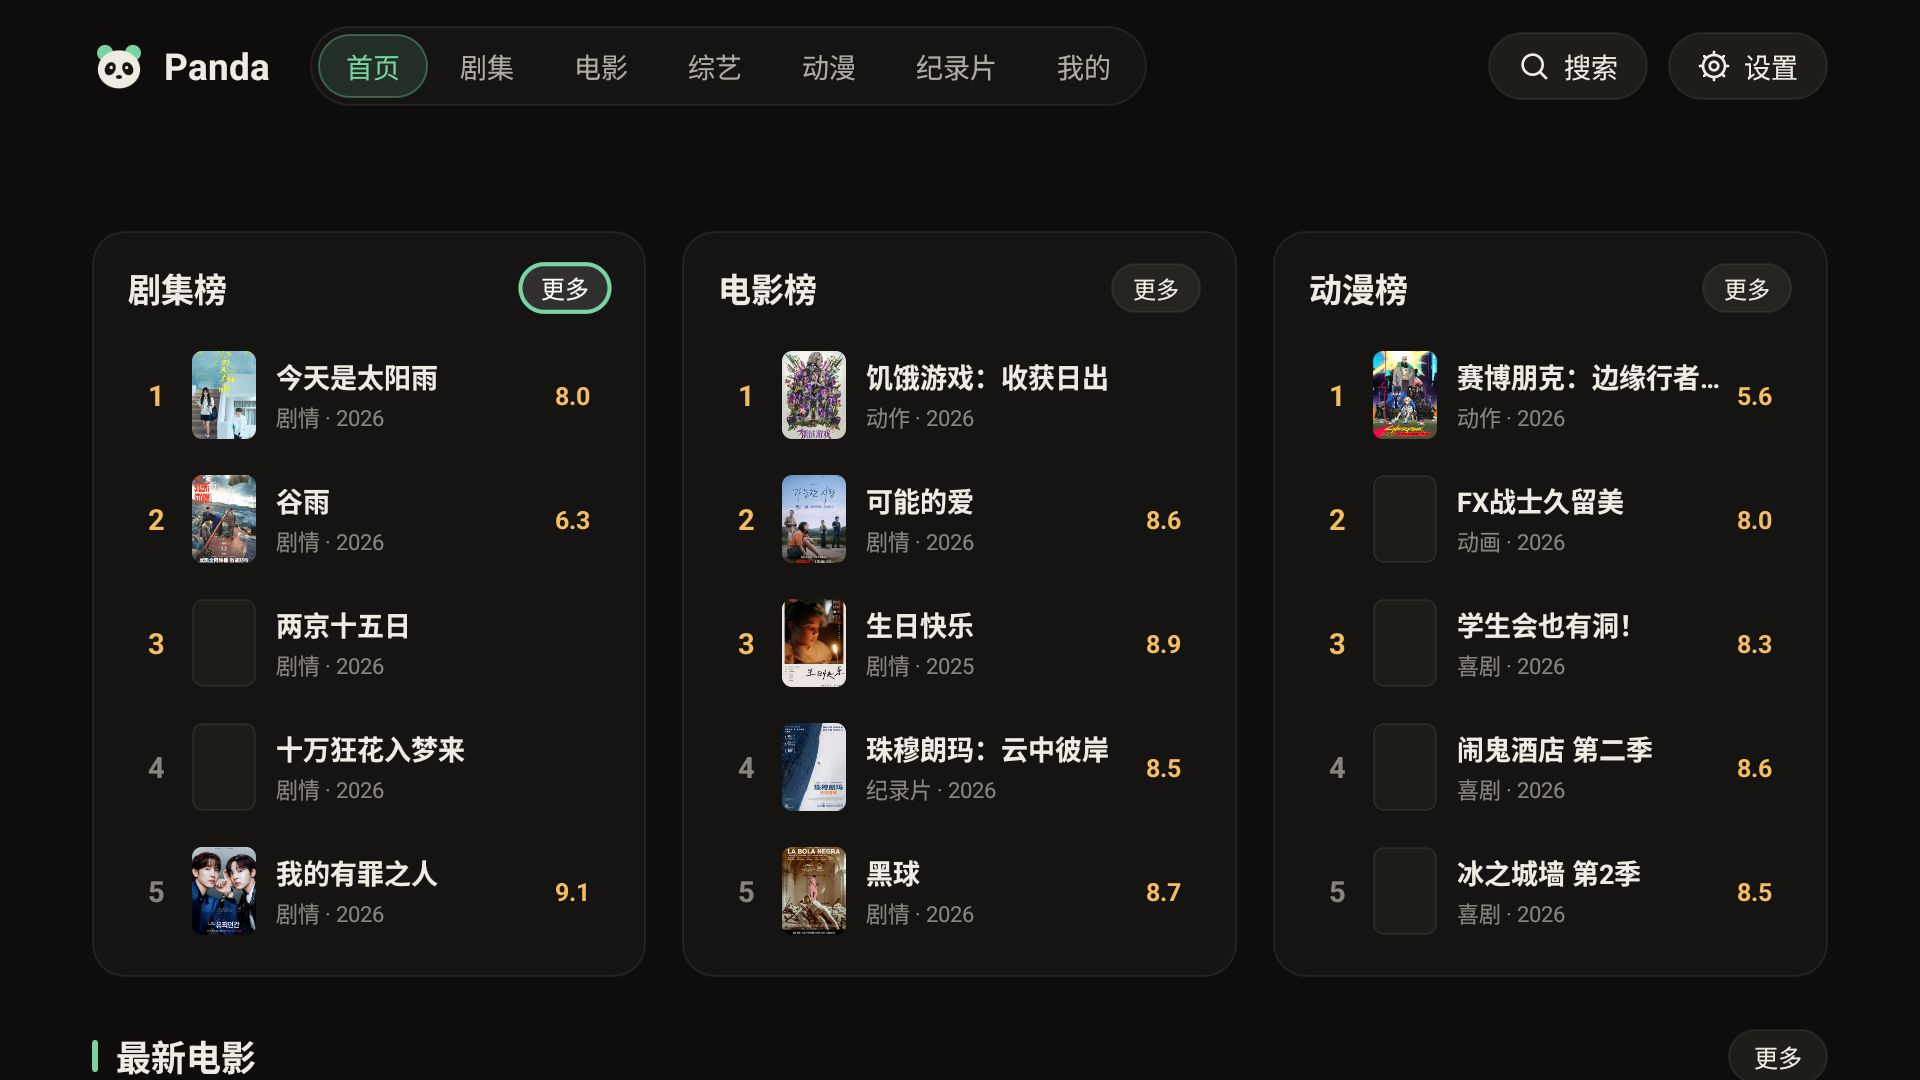 Panda
首页
剧集
电影
综艺
动漫
纪录片
我的
搜索
设置
剧集榜
更多
1
今天是太阳雨
剧情 · 2026
8.0
2
谷雨
剧情 · 2026
6.3
3
两京十五日
剧情 · 2026
4
十万狂花入梦来
剧情 · 2026
5
我的有罪之人
剧情 · 2026
9.1
电影榜
更多
1
饥饿游戏：收获日出
动作 · 2026
2
可能的爱
剧情 · 2026
8.6
3
生日快乐
剧情 · 2025
8.9
4
珠穆朗玛：云中彼岸
纪录片 · 2026
8.5
5
LA BOLA NEGRA
黑球
剧情 · 2026
8.7
动漫榜
更多
1
赛博朋克：边缘行者...
动作 · 2026
5.6
2
FX战士久留美
动画 · 2026
8.0
3
学生会也有洞！
喜剧 · 2026
8.3
4
闹鬼酒店 第二季
喜剧 · 2026
8.6
5
冰之城墙 第2季
喜剧 · 2026
8.5
最新电影
更多